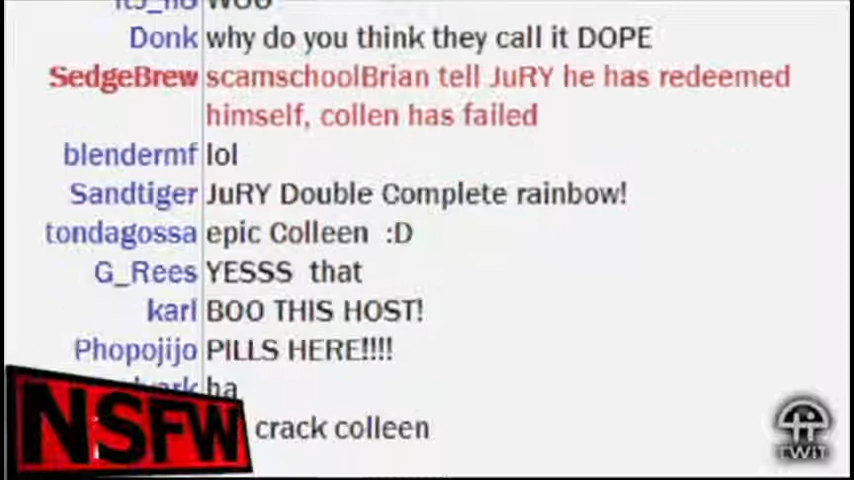 WOO
Donk why do you think they call it DOPE
SedgeBrew scamschoolBrian tell JuRY he has redeemed
himself, collen has failed
blendermf lol
Sandtiger JuRY Double Complete rainbow!
tondagossa epic Colleen :D
G_Rees YESSS that
karl BOO THIS HOST!
Phopojijo PILLS HERE!!!!
ha
crack colleen
NSFW
TWiT